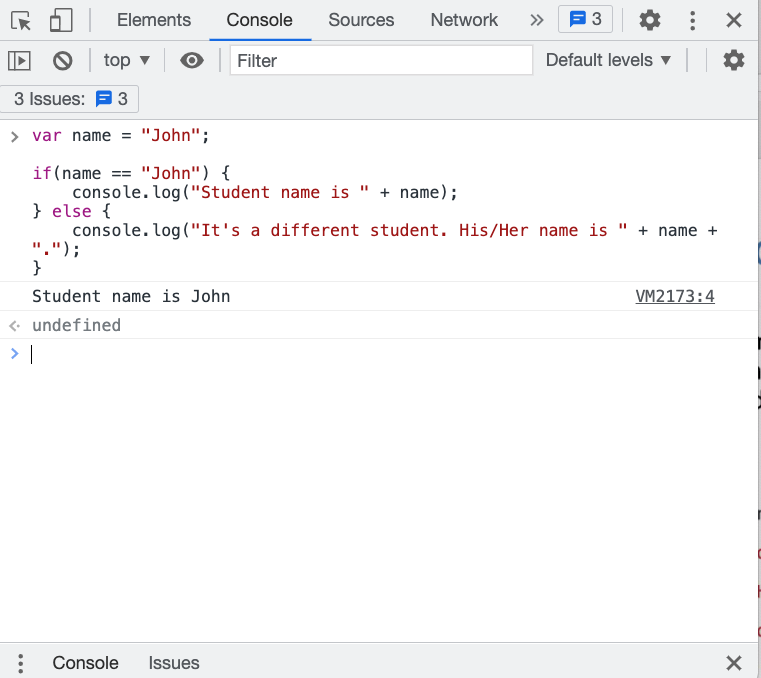 Elements Console Sources Network » 3
top ▼ Filter Default levels ▼
3 Issues: 3
> var name = "John";
if(name == "John") {
    console.log("Student name is " + name);
} else {
    console.log("It's a different student. His/Her name is " + name +
".");
}
Student name is John VM2173:4
undefined
>
Console Issues